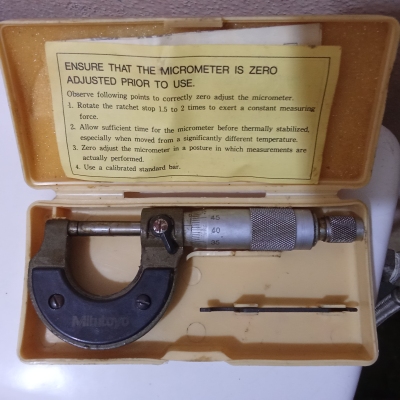 ENSURE THAT THE MICROMETER IS ZERO
ADJUSTED PRIOR TO USE.
Observe following points to correctly zero adjust the micrometer.
1. Rotate the ratchet stop 1.5 to 2 times to exert a constant measuring
force.
2. Allow sufficient time for the micrometer before thermally stabilized,
especially when moved from a significantly different temperature.
3. Zero adjust the micrometer in a posture in which measurements are
actually performed.
4. Use a calibrated standard bar.
Mitutoyo